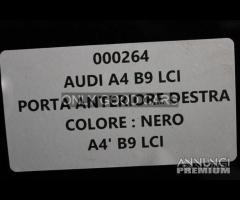 000264
AUDI A4 B9 LCI
PORTA ANTERIORE DESTRA
COLORE : NERO
A4' B9 LCI
ANNUNCI
PREMIUM